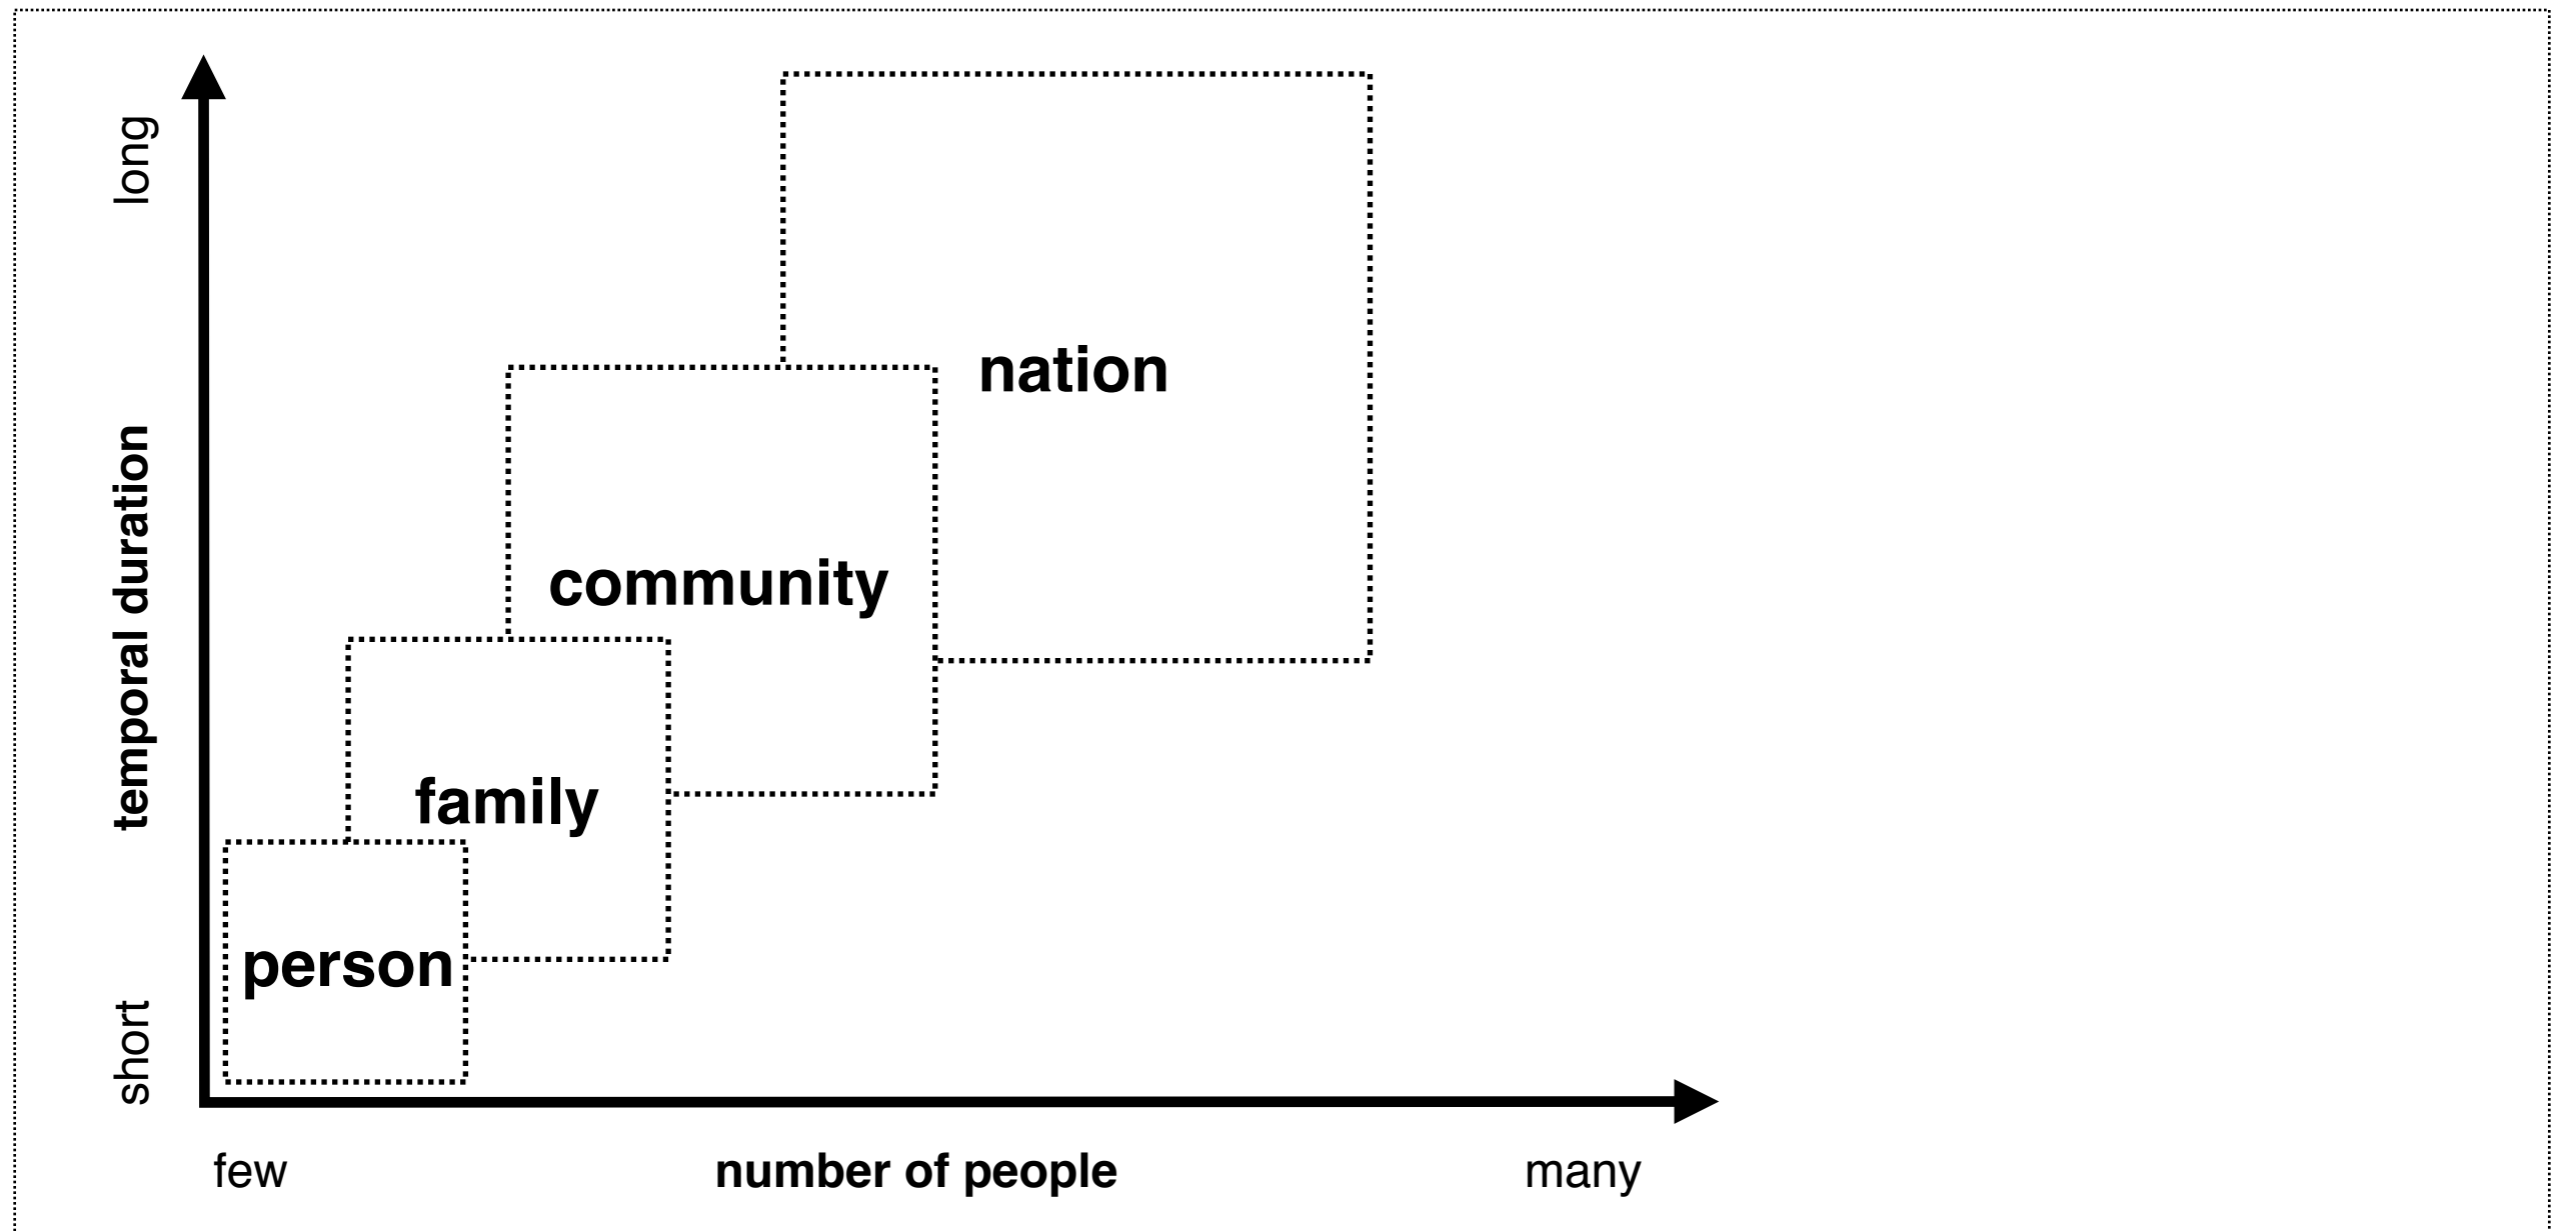 long
nation
temporal duration
community
family
person
short
few
number of people
many